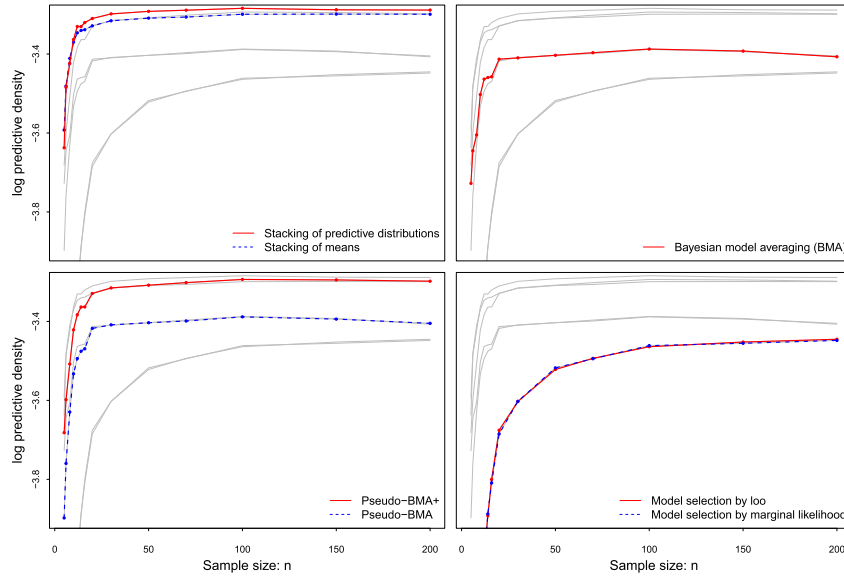 log predictive density
-3.4
-3.6
-3.8
Stacking of predictive distributions
Stacking of means
Bayesian model averaging (BMA)
log predictive density
-3.4
-3.6
-3.8
Pseudo-BMA+
Pseudo-BMA
0 50 100 150 200
Sample size: n
Model selection by loo
Model selection by marginal likelihood
0 50 100 150 200
Sample size: n